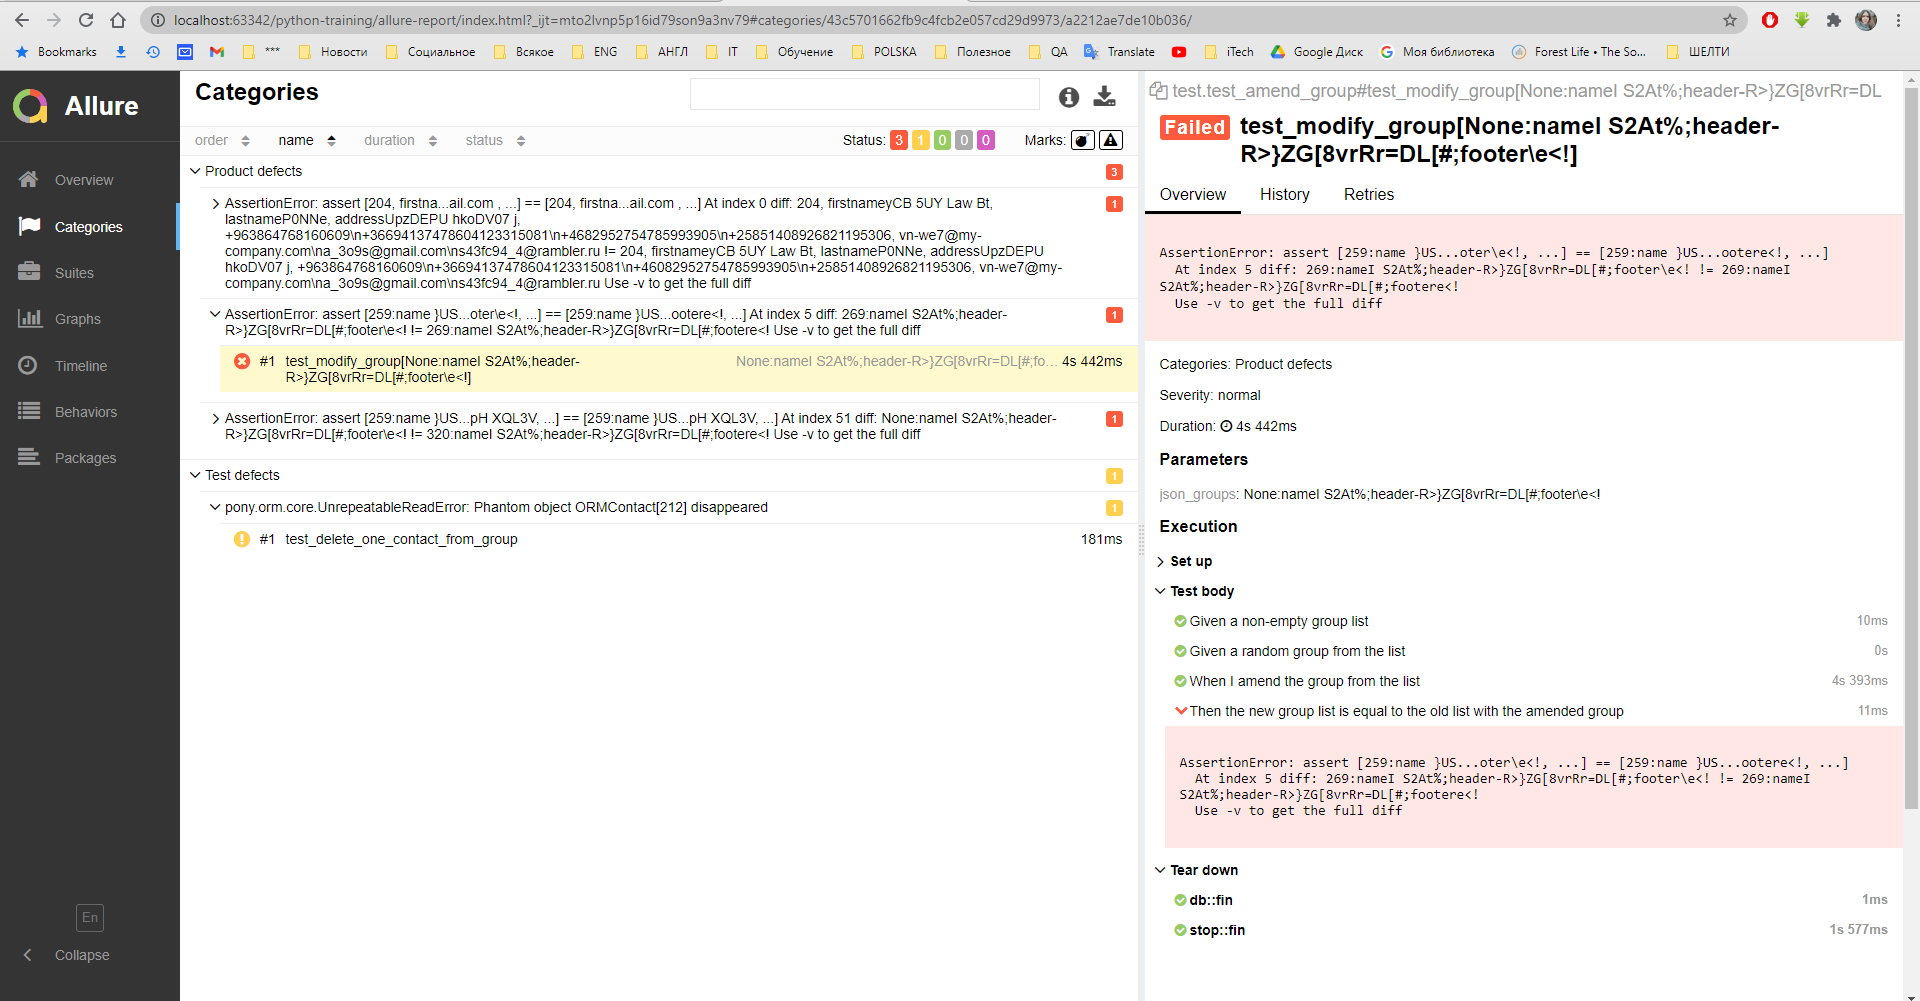 localhost:63342/python-training/allure-report/index.html?_ijt=mto2lvnp5p16id79son9a3nv79#categories/43c5701662fb9c4fcb2e057cd29d9973/a2212ae7de10b036/
Bookmarks *** Новости Социальное Всякое ENG АНГЛ IT Обучение POLSKA Полезное QA Translate iTech Google Диск Моя библиотека Forest Life • The So... ШЕЛТИ
Allure
Overview
Categories
Suites
Graphs
Timeline
Behaviors
Packages
En
Collapse
Categories
order name duration status Status: 3 1 0 0 0 Marks:
Product defects 3
AssertionError: assert [204, firstna...ail.com , ...] == [204, firstna...ail.com , ...] At index 0 diff: 204, firstnameyCB 5UY Law Bt, 1
lastnameP0NNe, addressUpzDEPU hkoDV07 j,
+963864768160609\n+36694137478604123315081\n+4682952754785993905\n+25851408926821195306, vn-we7@my-
company.com\na_3o9s@gmail.com\ns43fc94_4@rambler.ru != 204, firstnameyCB 5UY Law Bt, lastnameP0NNe, addressUpzDEPU
hkoDV07 j, +963864768160609\n+36694137478604123315081\n+46082952754785993905\n+25851408926821195306, vn-we7@my-
company.com\na_3o9s@gmail.com\ns43fc94_4@rambler.ru Use -v to get the full diff
AssertionError: assert [259:name }US...oter\e<!, ...] == [259:name }US...ootere<!, ...] At index 5 diff: 269:nameI S2At%;header- 1
R>}ZG[8vrRr=DL[#;footer\e<! != 269:nameI S2At%;header-R>}ZG[8vrRr=DL[#;footere<! Use -v to get the full diff
#1 test_modify_group[None:nameI S2At%;header- None:nameI S2At%;header-R>}ZG[8vrRr=DL[#;fo... 4s 442ms
R>}ZG[8vrRr=DL[#;footer\e<!]
AssertionError: assert [259:name }US...pH XQL3V, ...] == [259:name }US...pH XQL3V, ...] At index 51 diff: None:nameI S2At%;header- 1
R>}ZG[8vrRr=DL[#;footer\e<! != 320:nameI S2At%;header-R>}ZG[8vrRr=DL[#;footere<! Use -v to get the full diff
Test defects 1
pony.orm.core.UnrepeatableReadError: Phantom object ORMContact[212] disappeared 1
#1 test_delete_one_contact_from_group 181ms
test.test_amend_group#test_modify_group[None:nameI S2At%;header-R>}ZG[8vrRr=DL
Failed test_modify_group[None:nameI S2At%;header-
R>}ZG[8vrRr=DL[#;footer\e<!]
Overview History Retries
AssertionError: assert [259:name }US...oter\e<!, ...] == [259:name }US...ootere<!, ...]
At index 5 diff: 269:nameI S2At%;header-R>}ZG[8vrRr=DL[#;footer\e<! != 269:nameI
S2At%;header-R>}ZG[8vrRr=DL[#;footere<!
Use -v to get the full diff
Categories: Product defects
Severity: normal
Duration: 4s 442ms
Parameters
json_groups: None:nameI S2At%;header-R>}ZG[8vrRr=DL[#;footer\e<!
Execution
Set up
Test body
Given a non-empty group list 10ms
Given a random group from the list 0s
When I amend the group from the list 4s 393ms
Then the new group list is equal to the old list with the amended group 11ms
AssertionError: assert [259:name }US...oter\e<!, ...] == [259:name }US...ootere<!, ...]
At index 5 diff: 269:nameI S2At%;header-R>}ZG[8vrRr=DL[#;footer\e<! != 269:nameI
S2At%;header-R>}ZG[8vrRr=DL[#;footere<!
Use -v to get the full diff
Tear down
db::fin 1ms
stop::fin 1s 577ms